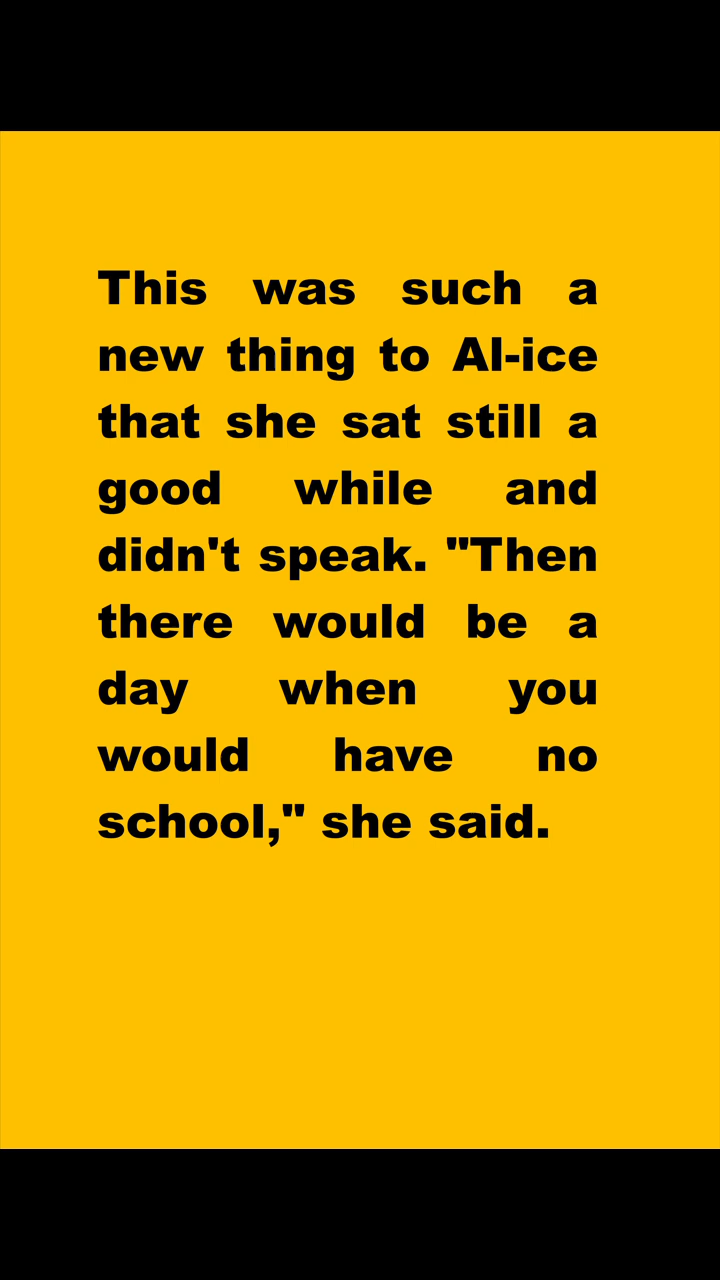 This was such a
new thing to Al-ice
that she sat still a
good while and
didn't speak. "Then
there would be a
day when you
would have no
school," she said.